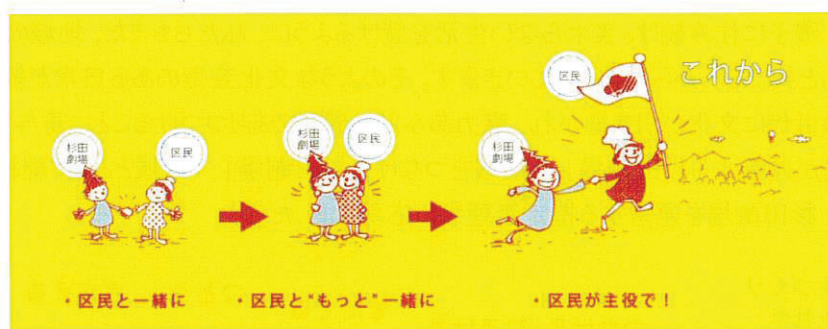 これから
区民
杉田
劇場
区民
杉田
劇場
区民
杉田
劇場
・区民と一緒に
・区民と“もっと”一緒に
・区民が主役で！